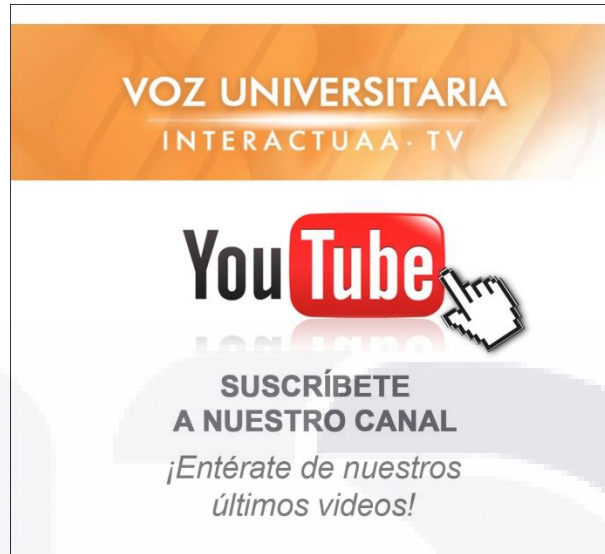 VOZ UNIVERSITARIA
INTERACTUAA· TV
YouTube
SUSCRÍBETE
A NUESTRO CANAL
¡Entérate de nuestros
últimos videos!